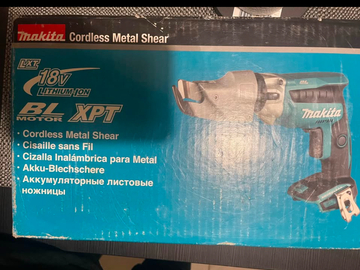 makita Cordless Metal Shear
LXT
18V
LITHIUM-ION
BL XPT
MOTOR
· Cordless Metal Shear
· Cisaille sans Fil
· Cizalla Inalámbrica para Metal
· Akku-Blechschere
· Аккумуляторные листовые
ножницы
makita